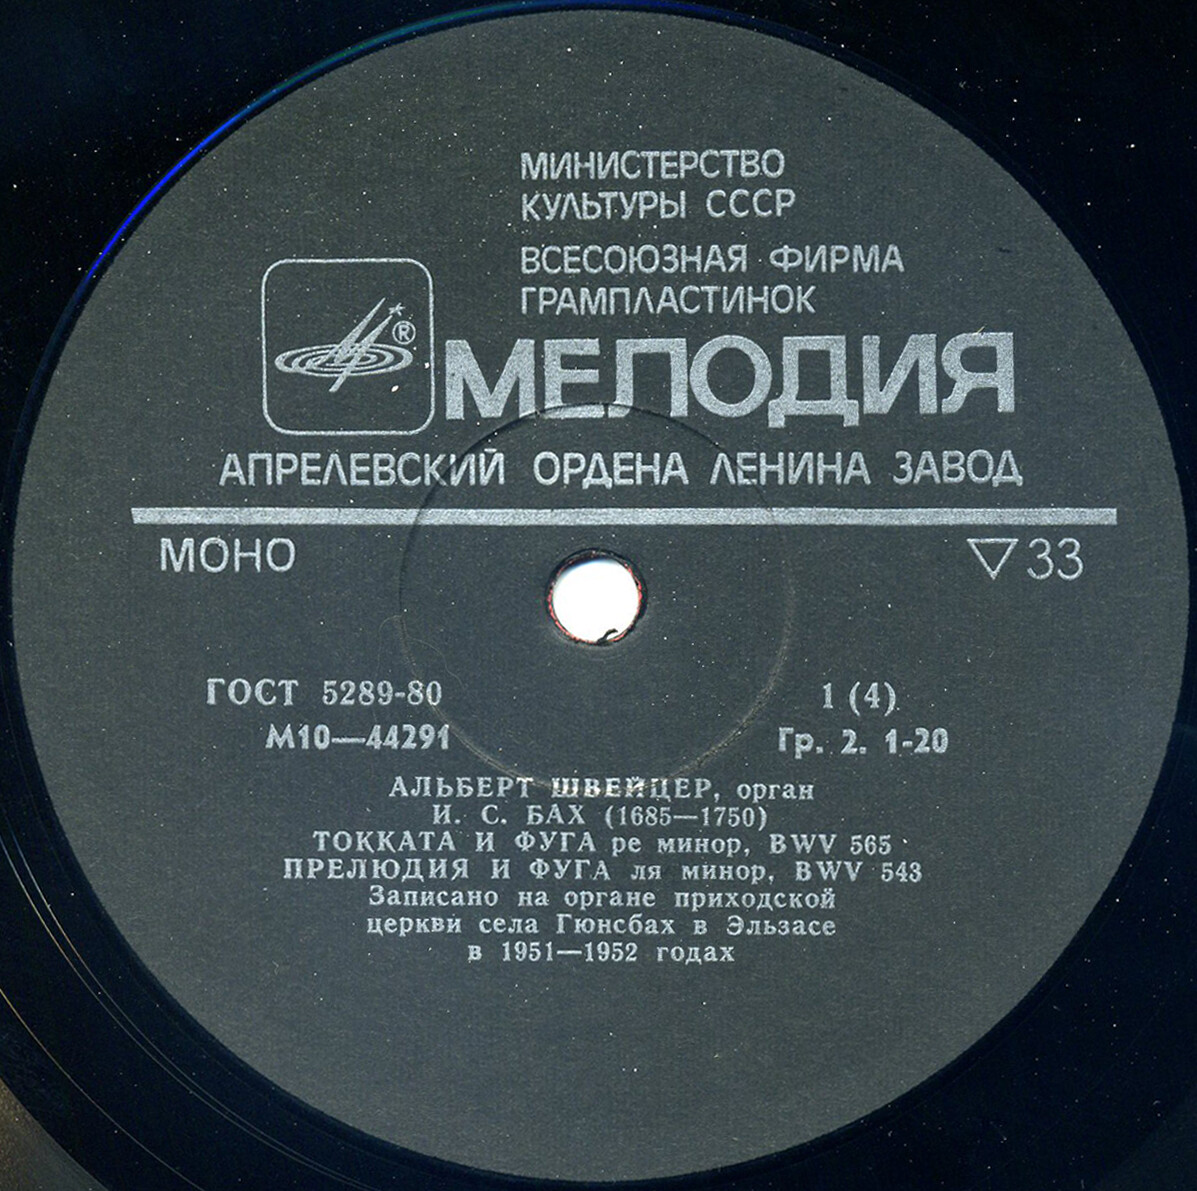 МИНИСТЕРСТВО
КУЛЬТУРЫ СССР
ВСЕСОЮЗНАЯ ФИРМА
ГРАМПЛАСТИНОК
®
МЕЛОДИЯ
АПРЕЛЕВСКИЙ ОРДЕНА ЛЕНИНА ЗАВОД
МОНО ▽33
ГОСТ 5289-80 1 (4)
М10—44291 Гр. 2. 1-20
АЛЬБЕРТ ШВЕЙЦЕР, орган
И. С. БАХ (1685—1750)
ТОККАТА И ФУГА ре минор, BWV 565
ПРЕЛЮДИЯ И ФУГА ля минор, BWV 543
Записано на органе приходской
церкви села Гюнсбах в Эльзасе
в 1951—1952 годах